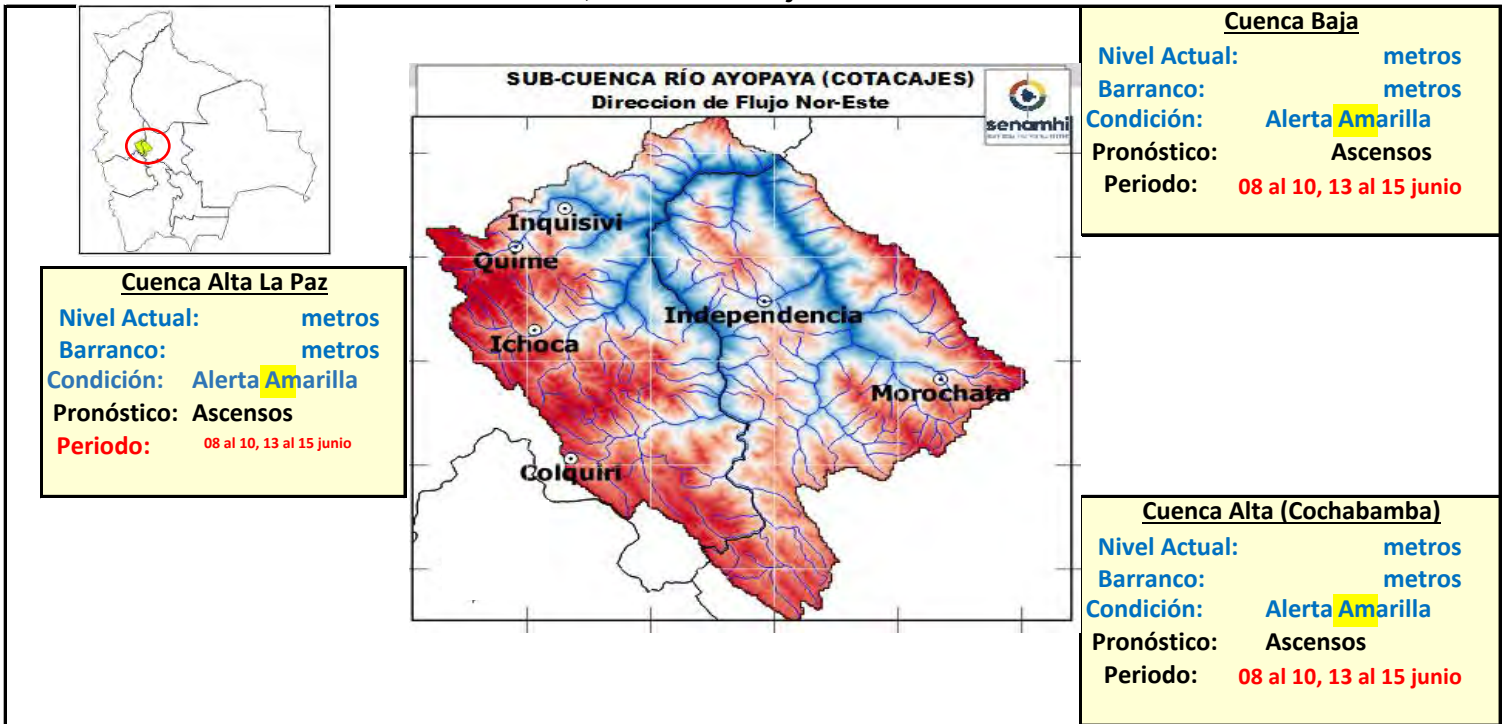 Cuenca Baja
Nivel Actual: metros
Barranco: metros
Condición: Alerta Amarilla
Pronóstico: Ascensos
Periodo: 08 al 10, 13 al 15 junio
SUB-CUENCA RÍO AYOPAYA (COTACAJES)
Direccion de Flujo Nor-Este
senamhi
Inquisivi
Quime
Independencia
Ichoca
Morochata
Colquiri
Cuenca Alta La Paz
Nivel Actual: metros
Barranco: metros
Condición: Alerta Amarilla
Pronóstico: Ascensos
Periodo: 08 al 10, 13 al 15 junio
Cuenca Alta (Cochabamba)
Nivel Actual: metros
Barranco: metros
Condición: Alerta Amarilla
Pronóstico: Ascensos
Periodo: 08 al 10, 13 al 15 junio